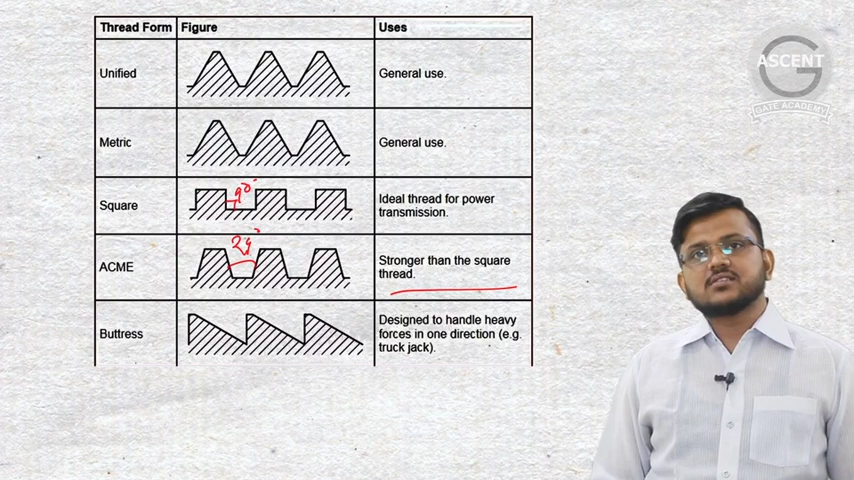 Thread Form Figure Uses
Unified General use.
Metric General use.
Square Ideal thread for power
transmission.
90°
ACME Stronger than the square
thread.
Buttress Designed to handle heavy
forces in one direction (e.g.
truck jack).
ASCENT
GATE ACADEMY